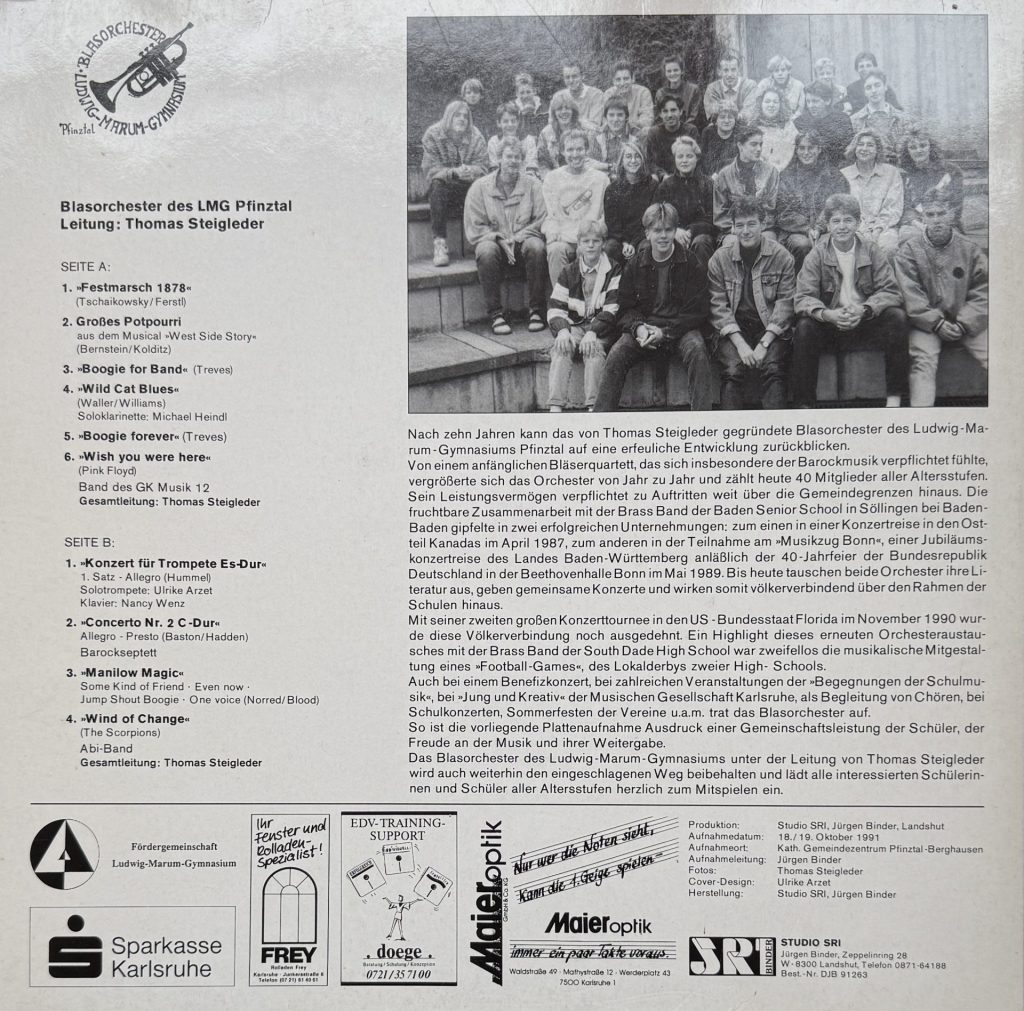 BLASORCHESTER
LUDWIG-MARUM-GYMNASIUM
Pfinztal
Blasorchester des LMG Pfinztal
Leitung: Thomas Steigleder
SEITE A:
1. »Festmarsch 1878«
(Tschaikowsky/Ferstl)
2. Großes Potpourri
aus dem Musical »West Side Story«
(Bernstein/Kolditz)
3. »Boogie for Band« (Treves)
4. »Wild Cat Blues«
(Waller/Williams)
Soloklarinette: Michael Heindl
5. »Boogie forever« (Treves)
6. »Wish you were here«
(Pink Floyd)
Band des GK Musik 12
Gesamtleitung: Thomas Steigleder
SEITE B:
1. »Konzert für Trompete Es-Dur«
1. Satz - Allegro (Hummel)
Solotrompete: Ulrike Arzet
Klavier: Nancy Wenz
2. »Concerto Nr. 2 C-Dur«
Allegro - Presto (Baston/Hadden)
Barockseptett
3. »Manilow Magic«
Some Kind of Friend · Even now ·
Jump Shout Boogie · One voice (Norred/Blood)
4. »Wind of Change«
(The Scorpions)
Abi-Band
Gesamtleitung: Thomas Steigleder
Nach zehn Jahren kann das von Thomas Steigleder gegründete Blasorchester des Ludwig-Ma-
rum-Gymnasiums Pfinztal auf eine erfeuliche Entwicklung zurückblicken.
Von einem anfänglichen Bläserquartett, das sich insbesondere der Barockmusik verpflichtet fühlte,
vergrößerte sich das Orchester von Jahr zu Jahr und zählt heute 40 Mitglieder aller Altersstufen.
Sein Leistungsvermögen verpflichtet zu Auftritten weit über die Gemeindegrenzen hinaus. Die
fruchtbare Zusammenarbeit mit der Brass Band der Baden Senior School in Söllingen bei Baden-
Baden gipfelte in zwei erfolgreichen Unternehmungen: zum einen in einer Konzertreise in den Ost-
teil Kanadas im April 1987, zum anderen in der Teilnahme am »Musikzug Bonn«, einer Jubiläums-
konzertreise des Landes Baden-Württemberg anläßlich der 40-Jahrfeier der Bundesrepublik
Deutschland in der Beethovenhalle Bonn im Mai 1989. Bis heute tauschen beide Orchester ihre Li-
teratur aus, geben gemeinsame Konzerte und wirken somit völkerverbindend über den Rahmen der
Schulen hinaus.
Mit seiner zweiten großen Konzerttournee in den US-Bundesstaat Florida im November 1990 wur-
de diese Völkerverbindung noch ausgedehnt. Ein Highlight dieses erneuten Orchesteraustau-
sches mit der Brass Band der South Dade High School war zweifellos die musikalische Mitgestal-
tung eines »Football-Games«, des Lokalderbys zweier High- Schools.
Auch bei einem Benefizkonzert, bei zahlreichen Veranstaltungen der »Begegnungen der Schulmu-
sik«, bei »Jung und Kreativ« der Musischen Gesellschaft Karlsruhe, als Begleitung von Chören, bei
Schulkonzerten, Sommerfesten der Vereine u.a.m. trat das Blasorchester auf.
So ist die vorliegende Plattenaufnahme Ausdruck einer Gemeinschaftsleistung der Schüler, der
Freude an der Musik und ihrer Weitergabe.
Das Blasorchester des Ludwig-Marum-Gymnasiums unter der Leitung von Thomas Steigleder
wird auch weiterhin den eingeschlagenen Weg beibehalten und lädt alle interessierten Schülerin-
nen und Schüler aller Altersstufen herzlich zum Mitspielen ein.
Fördergemeinschaft
Ludwig-Marum-Gymnasium
Sparkasse
Karlsruhe
Ihr
Fenster und
Rolladen-
Spezialist!
FREY
Rolladen Frey
EDV-TRAINING-
SUPPORT
. doege .
Beratung / Schulung / Konzeption
0721/357100
Maieroptik
GmbH & Co KG
Nur wer die Noten sieht,
kann die 1. Geige spielen-
Maieroptik
immer ein paar Takte voraus.
Waldstraße 49 · Mathystraße 12 · Werderplatz 43
7500 Karlsruhe 1
Produktion: Studio SRI, Jürgen Binder, Landshut
Aufnahmedatum: 18./19. Oktober 1991
Aufnahmeort: Kath. Gemeindezentrum Pfinztal-Berghausen
Aufnahmeleitung: Jürgen Binder
Fotos: Thomas Steigleder
Cover-Design: Ulrike Arzet
Herstellung: Studio SRI, Jürgen Binder
SRI BINDER
STUDIO SRI
Jürgen Binder, Zeppelinring 28
W-8300 Landshut, Telefon 0871-64188
Best.-Nr. DJB 91263